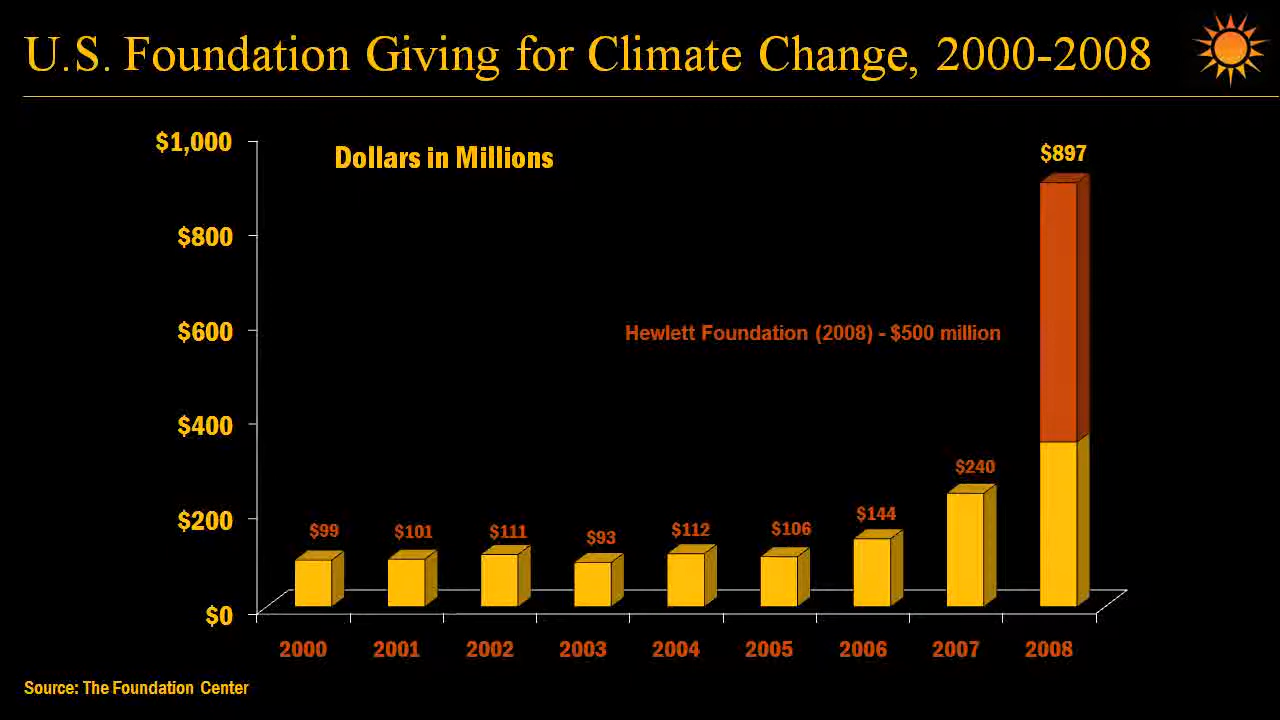 U.S. Foundation Giving for Climate Change, 2000-2008
$1,000
Dollars in Millions
$897
$800
$600
Hewlett Foundation (2008) - $500 million
$400
$240
$200
$99 $101 $111 $93 $112 $106 $144
$0
2000 2001 2002 2003 2004 2005 2006 2007 2008
Source: The Foundation Center